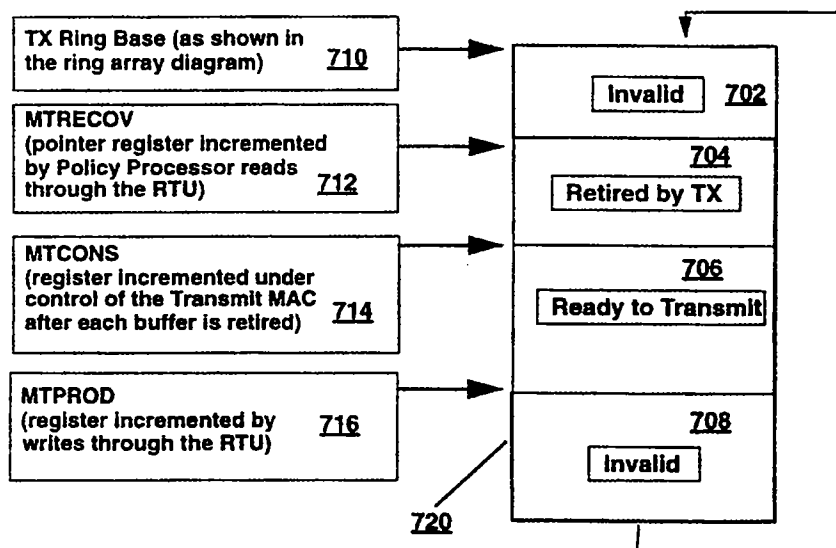 TX Ring Base (as shown in
the ring array diagram) 710
MTRECOV
(pointer register incremented
by Policy Processor reads
through the RTU) 712
MTCONS
(register incremented under
control of the Transmit MAC
after each buffer is retired) 714
MTPROD
(register incremented by
writes through the RTU) 716
Invalid 702
704
Retired by TX
706
Ready to Transmit
708
Invalid
720